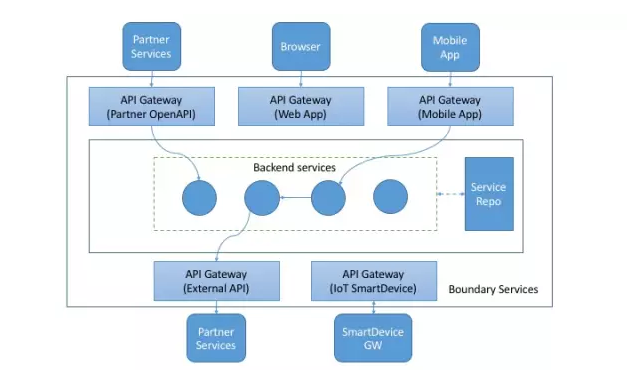 Partner
Services
Browser
Mobile
App
API Gateway
(Partner OpenAPI)
API Gateway
(Web App)
API Gateway
(Mobile App)
Backend services
Service
Repo
API Gateway
(External API)
API Gateway
(IoT SmartDevice)
Boundary Services
Partner
Services
SmartDevice
GW